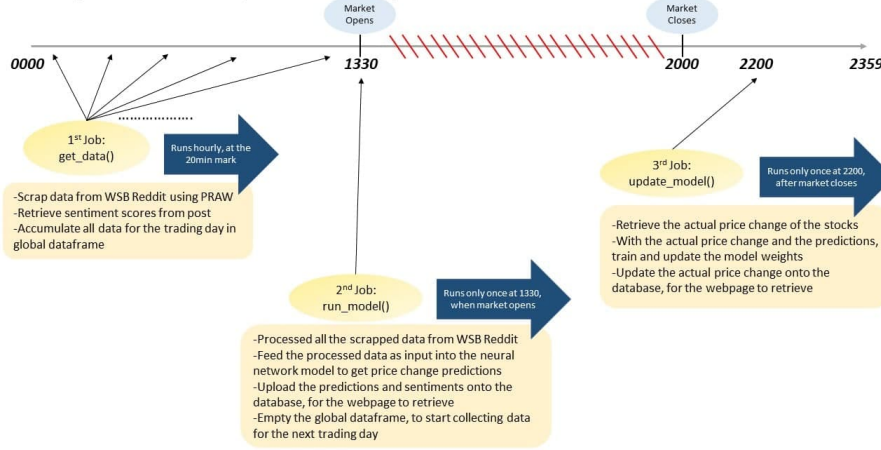 Market
Opens
Market
Closes
0000
1330
2000
2200
2359
1st Job:
get_data()
Runs hourly, at the
20min mark
-Scrap data from WSB Reddit using PRAW
-Retrieve sentiment scores from post
-Accumulate all data for the trading day in
global dataframe
2nd Job:
run_model()
Runs only once at 1330,
when market opens
-Processed all the scrapped data from WSB Reddit
-Feed the processed data as input into the neural
network model to get price change predictions
-Upload the predictions and sentiments onto the
database, for the webpage to retrieve
-Empty the global dataframe, to start collecting data
for the next trading day
3rd Job:
update_model()
Runs only once at 2200,
after market closes
-Retrieve the actual price change of the stocks
-With the actual price change and the predictions,
train and update the model weights
-Update the actual price change onto the
database, for the webpage to retrieve